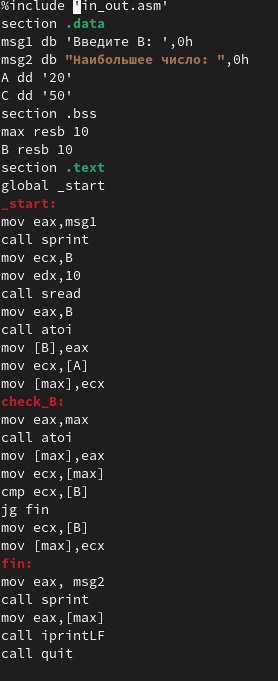 %include 'in_out.asm'
section .data
msg1 db 'Введите B: ',0h
msg2 db "Наибольшее число: ",0h
A dd '20'
C dd '50'
section .bss
max resb 10
B resb 10
section .text
global _start
_start:
mov eax,msg1
call sprint
mov ecx,B
mov edx,10
call sread
mov eax,B
call atoi
mov [B],eax
mov ecx,[A]
mov [max],ecx
check_B:
mov eax,max
call atoi
mov [max],eax
mov ecx,[max]
cmp ecx,[B]
jg fin
mov ecx,[B]
mov [max],ecx
fin:
mov eax, msg2
call sprint
mov eax,[max]
call iprintLF
call quit